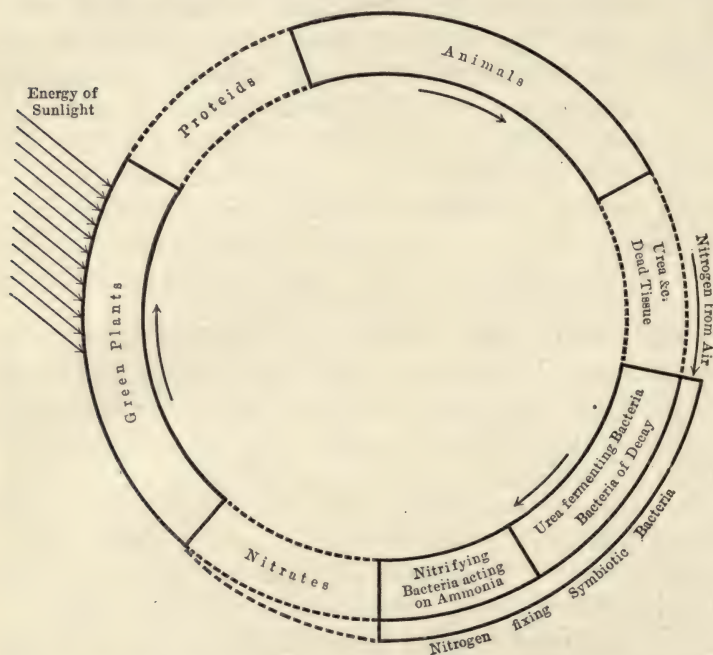 Energy of
Sunlight
Proteids
Animals
Urea &c.
Dead Tissue
Nitrogen from Air
Green Plants
Urea fermenting Bacteria
Bacteria of Decay
Nitrates
Nitrifying
Bacteria acting
on Ammonia
Nitrogen fixing Symbiotic Bacteria